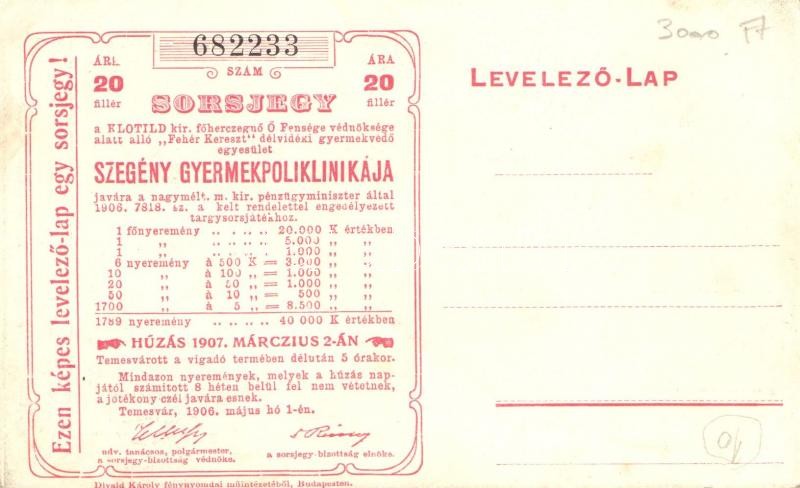 Ezen képes levelező-lap egy sorsjegy!
682233
SZÁM
ÁRA
20
fillér
ÁRA
20
fillér
SORSJEGY
a KLOTILD kir. főherczegnő Ő Fensége védnöksége
alatt alló „Fehér Kereszt" délvidéki gyermekvédő
egyesület
SZEGÉNY GYERMEKPOLIKLINIKÁJA
javára a nagymélt. m. kir. pénzügyminiszter által
1906. 7818. sz. a kelt rendelettel engedélyezett
targysorsjátékhoz.
1 főnyeremény .. .. .. .. 20.000 K értékben
1 „ .. .. .. .. 5.000 „ „
1 „ .. .. .. .. 1.000 „ „
6 nyeremény à 500 K = 3.000 „ „
10 „ à 100 „ = 1.000 „ „
20 „ à 50 „ = 1.000 „ „
50 „ à 10 „ = 500 „ „
1700 „ à 5 „ = 8.500 „ „
1789 nyeremény .. .. .. .. 40 000 K értékben
HÚZÁS 1907. MÁRCZIUS 2-ÁN
Temesvárott a vigadó termében délután 5 órakor.
Mindazon nyeremények, melyek a húzás nap-
jától számitott 8 héten belül fel nem vétetnek,
a jótékony czél javára esnek.
Temesvár, 1906. május hó 1-én.
udv. tanácsos, polgármester,
a sorsjegy-bizottság védnöke.
a sorsjegy-bizottság elnöke.
Divald Károly fénynyomdai műintézetéből, Budapesten.
3000 Ft
LEVELEZŐ-LAP